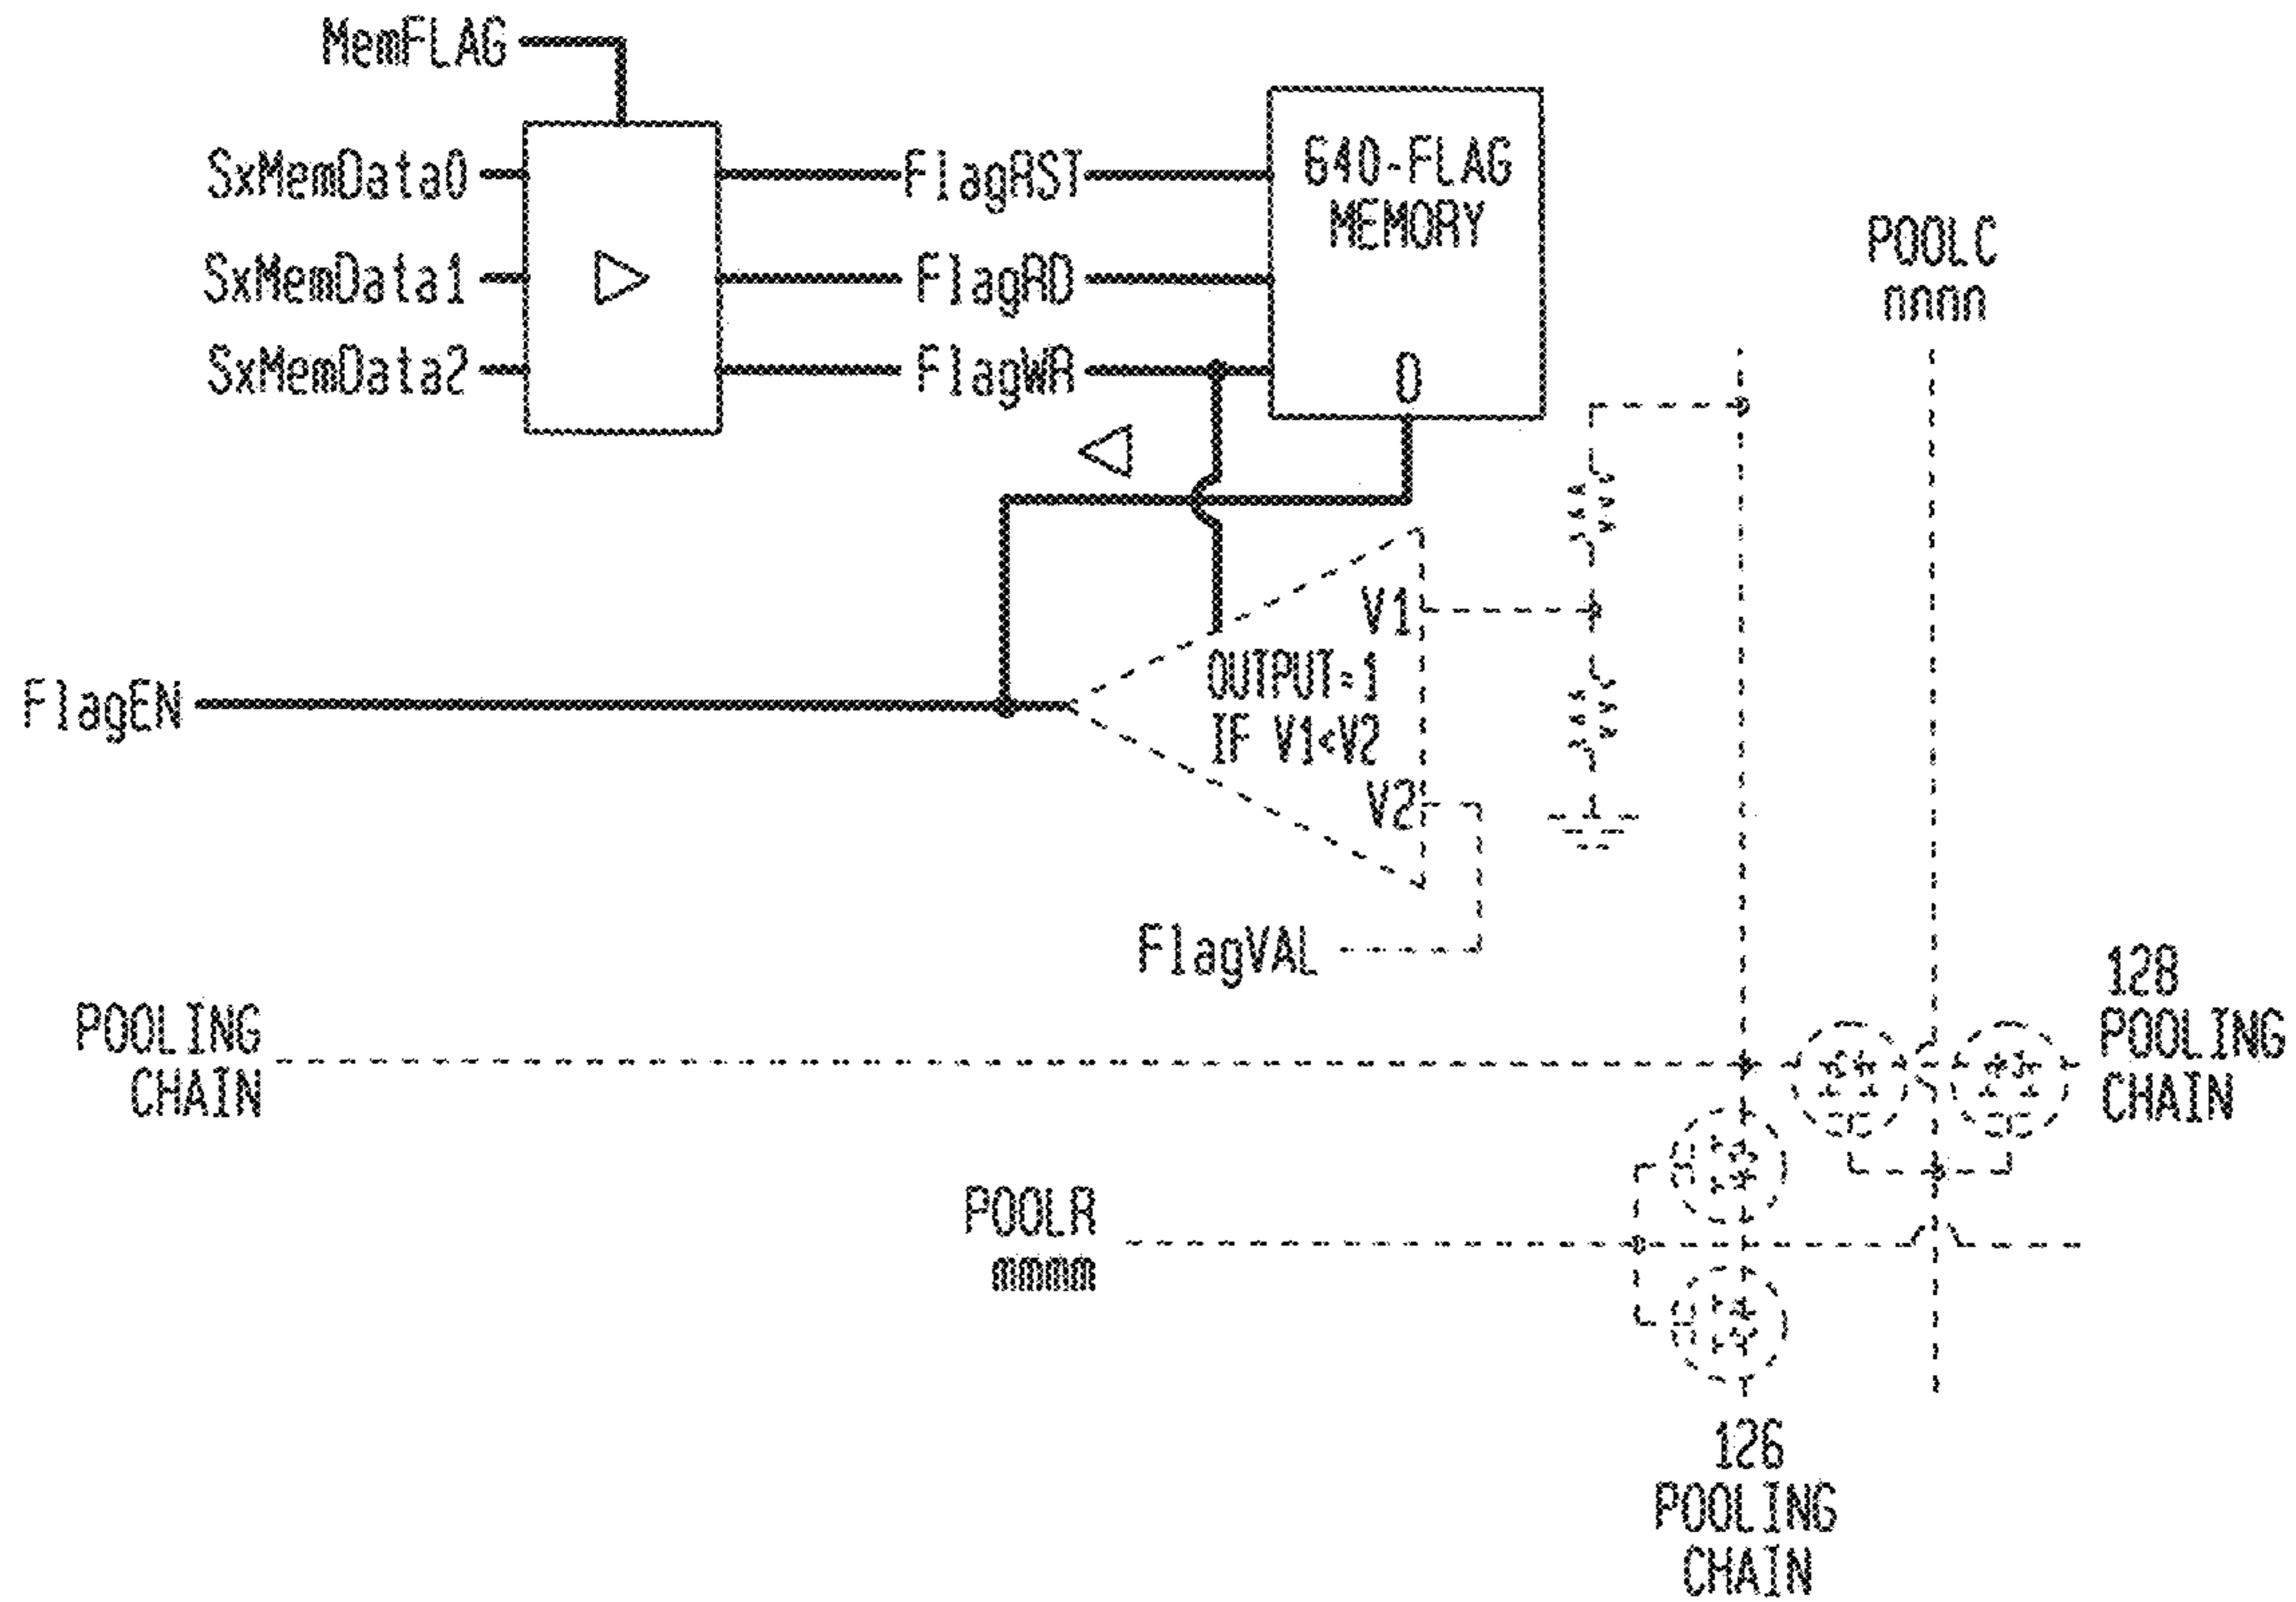 MemFLAG
SxMemData0
FlagRST
640-FLAG
MEMORY
SxMemData1
FlagRD
POOLC
nnnn
SxMemData2
FlagWR
D
V1
OUTPUT=1
IF V1<V2
V2
FlagEN
FlagVAL
POOLING
CHAIN
128
POOLING
CHAIN
POOLR
mmmm
126
POOLING
CHAIN